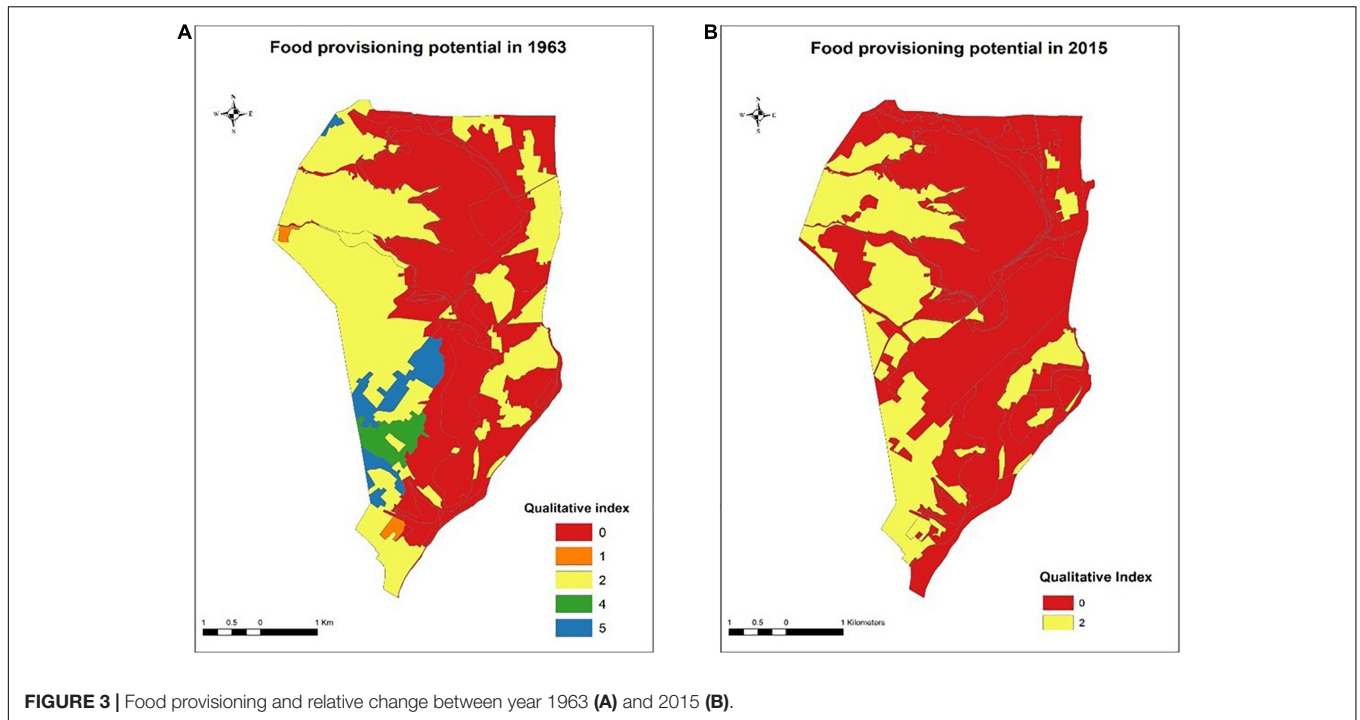 A
Food provisioning potential in 1963
N
W E
S
Qualitative index
0
1
2
4
5
1 0.5 0 1 Km
B
Food provisioning potential in 2015
N
W E
S
Qualitative Index
0
2
1 0.5 0 1 Kilometers
FIGURE 3 | Food provisioning and relative change between year 1963 (A) and 2015 (B).